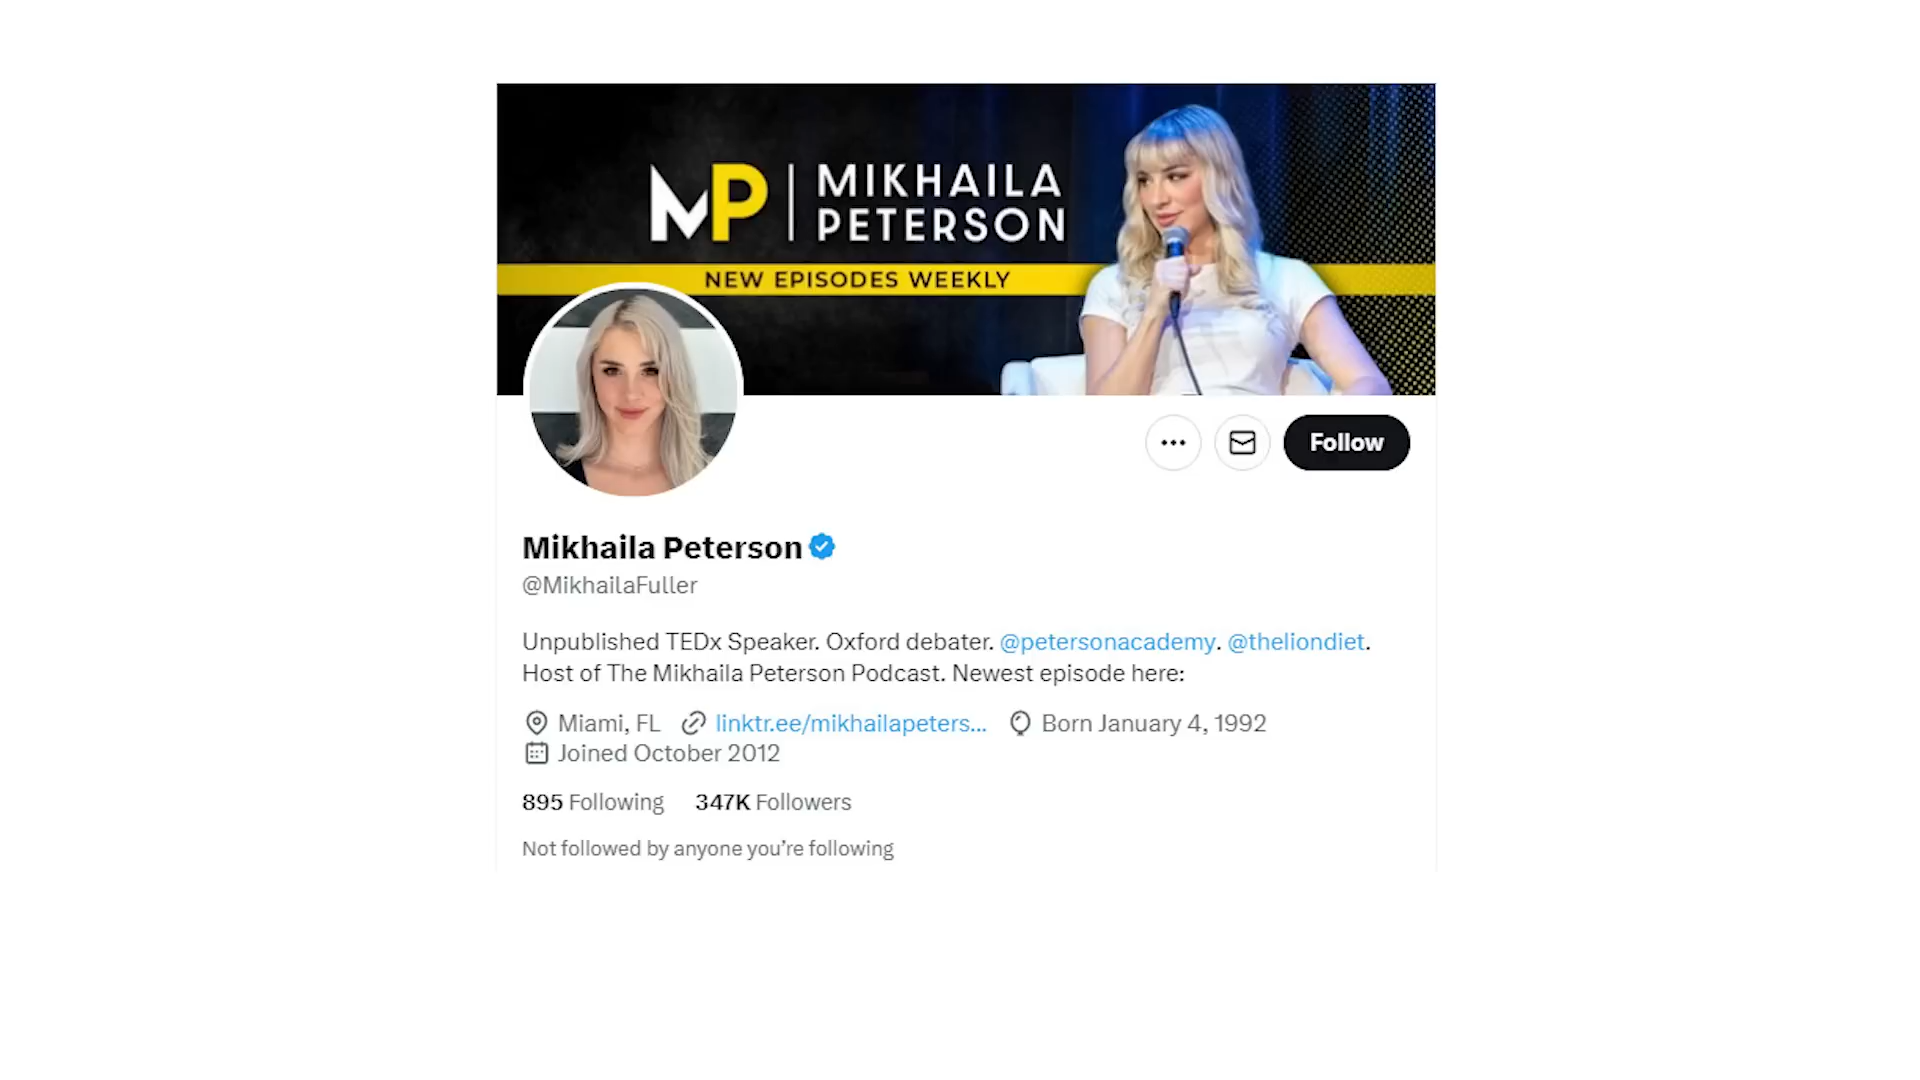 MP | MIKHAILA
PETERSON
NEW EPISODES WEEKLY
Follow
Mikhaila Peterson
@MikhailaFuller
Unpublished TEDx Speaker. Oxford debater. @petersonacademy. @theliondiet.
Host of The Mikhaila Peterson Podcast. Newest episode here:
Miami, FL linktr.ee/mikhailapeters... Born January 4, 1992
Joined October 2012
895 Following 347K Followers
Not followed by anyone you’re following